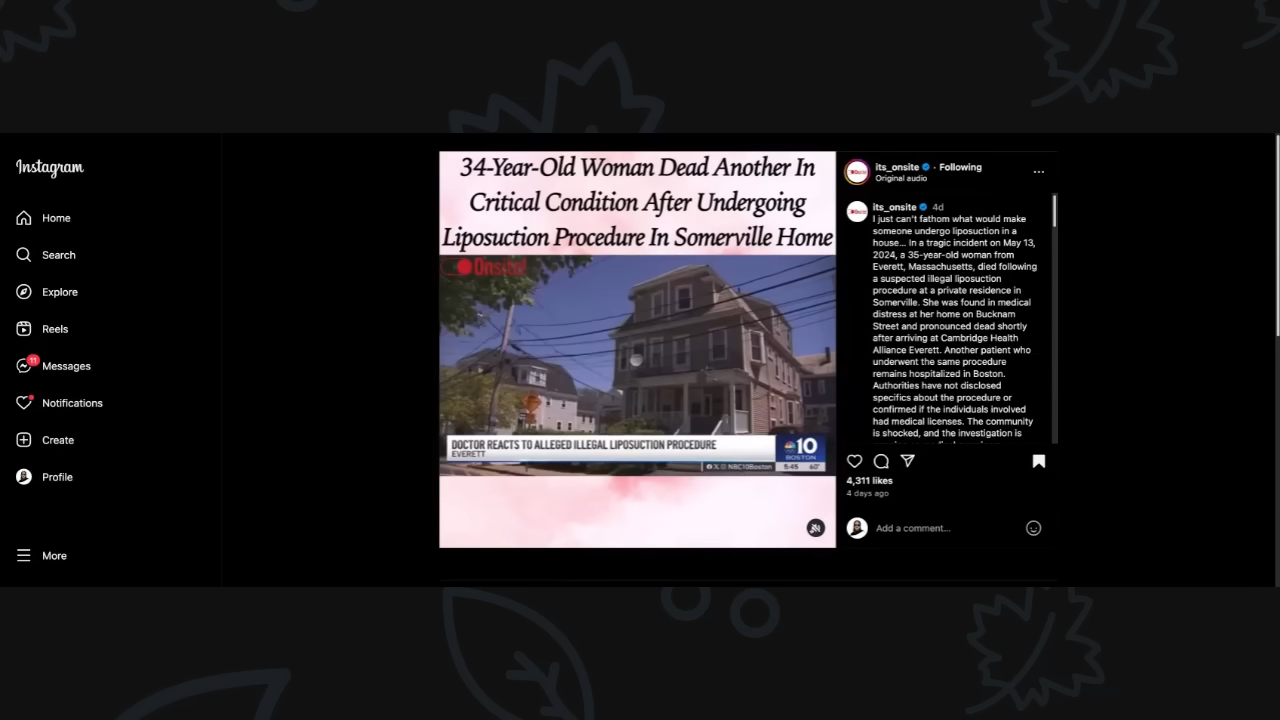 Instagram
Home
Search
Explore
Reels
11
Messages
Notifications
Create
Profile
More
34-Year-Old Woman Dead Another In
Critical Condition After Undergoing
Liposuction Procedure In Somerville Home
Onsite!
DOCTOR REACTS TO ALLEGED ILLEGAL LIPOSUCTION PROCEDURE
EVERETT
NBC 10
BOSTON
NBC10Boston
5:45 60°
its_onsite • Following
Original audio
its_onsite 4d
I just can't fathom what would make
someone undergo liposuction in a
house... In a tragic incident on May 13,
2024, a 35-year-old woman from
Everett, Massachusetts, died following
a suspected illegal liposuction
procedure at a private residence in
Somerville. She was found in medical
distress at her home on Bucknam
Street and pronounced dead shortly
after arriving at Cambridge Health
Alliance Everett. Another patient who
underwent the same procedure
remains hospitalized in Boston.
Authorities have not disclosed
specifics about the procedure or
confirmed if the individuals involved
had medical licenses. The community
is shocked, and the investigation is
4,311 likes
4 days ago
Add a comment...